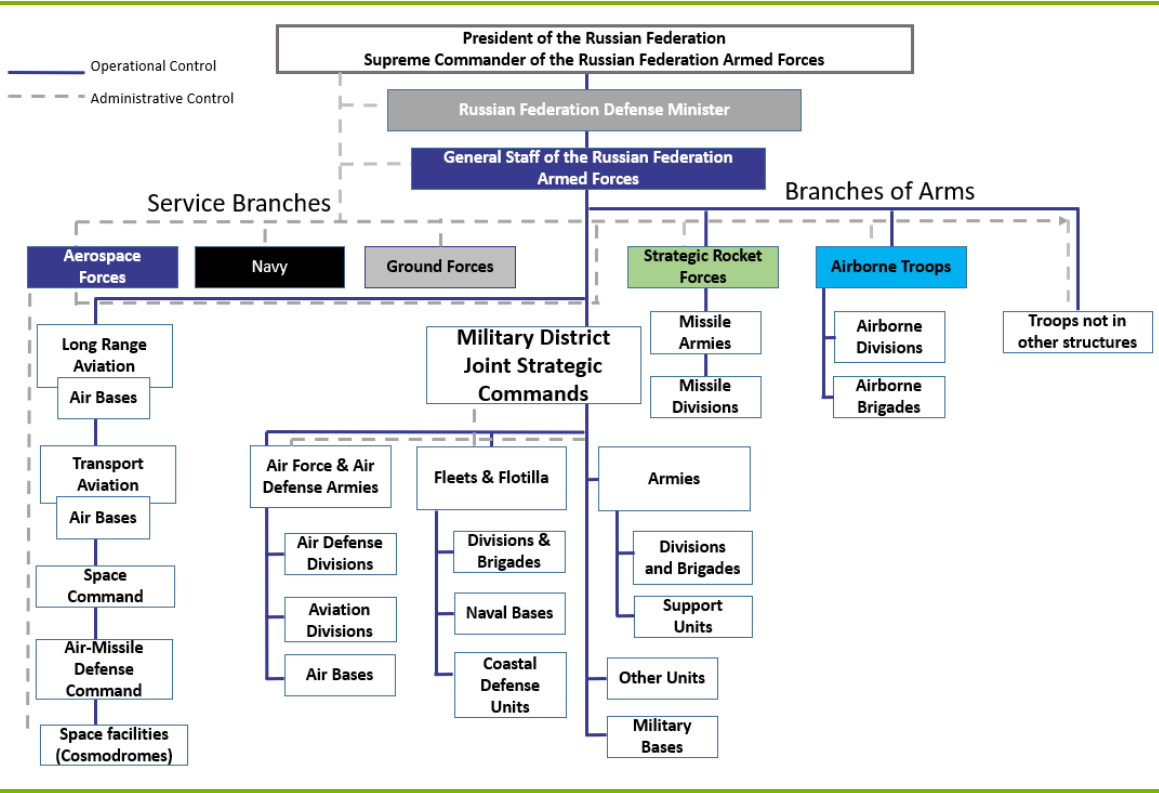 President of the Russian Federation
Supreme Commander of the Russian Federation Armed Forces
Operational Control
Administrative Control
Russian Federation Defense Minister
General Staff of the Russian Federation
Armed Forces
Service Branches
Branches of Arms
Aerospace
Forces
Navy
Ground Forces
Strategic Rocket
Forces
Airborne Troops
Long Range
Aviation
Air Bases
Transport
Aviation
Air Bases
Space
Command
Air-Missile
Defense
Command
Space facilities
(Cosmodromes)
Military District
Joint Strategic
Commands
Missile
Armies
Missile
Divisions
Airborne
Divisions
Airborne
Brigades
Troops not in
other structures
Air Force & Air
Defense Armies
Air Defense
Divisions
Aviation
Divisions
Air Bases
Fleets & Flotilla
Divisions &
Brigades
Naval Bases
Coastal
Defense
Units
Armies
Divisions
and Brigades
Support
Units
Other Units
Military
Bases